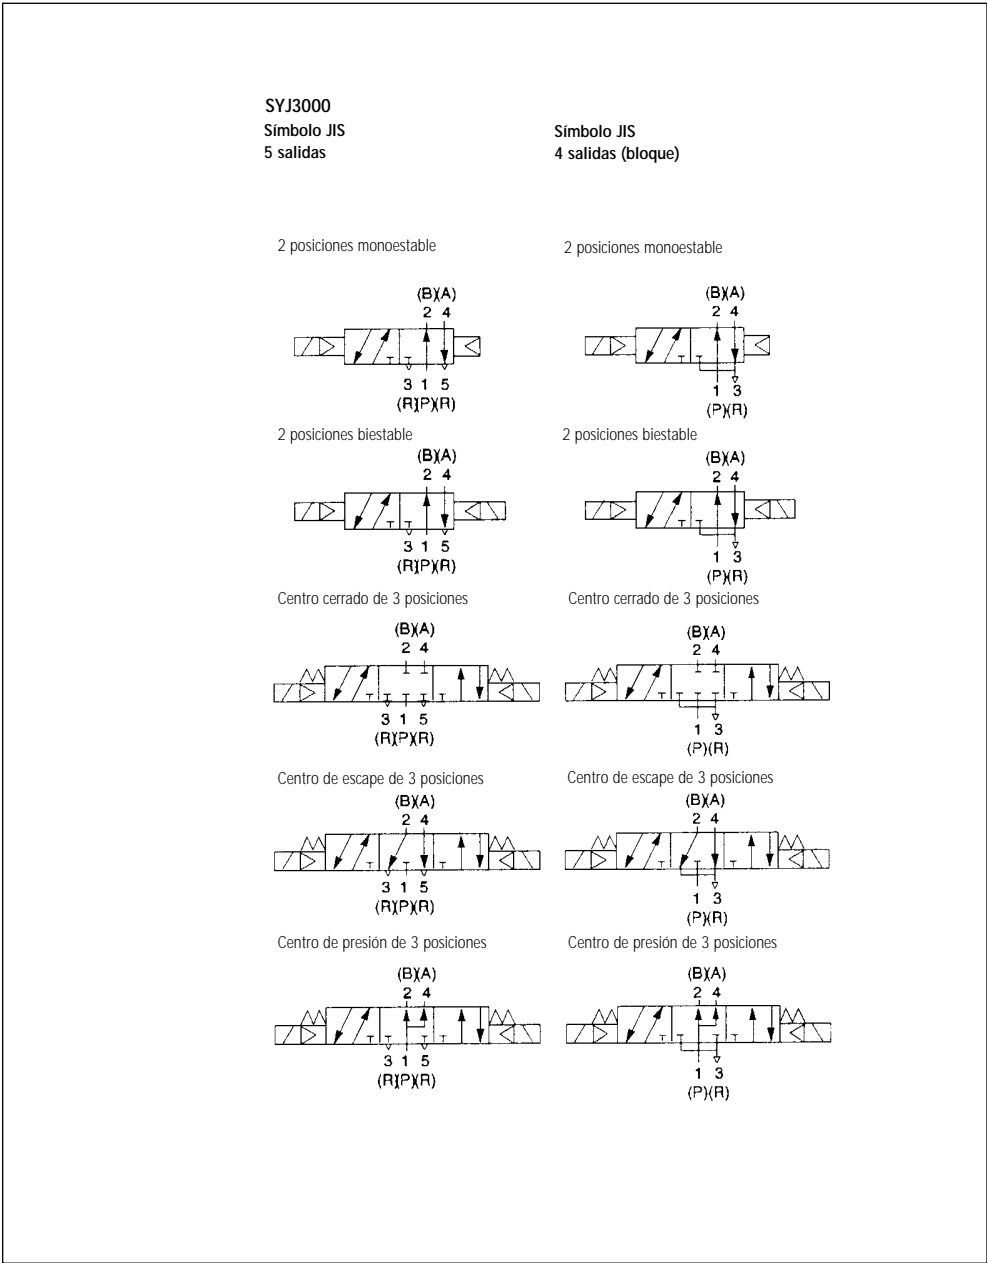 SYJ3000
Símbolo JIS
5 salidas
Símbolo JIS
4 salidas (bloque)
2 posiciones monoestable
(B)(A)
2 4
3 1 5
(R)(P)(R)
2 posiciones monoestable
(B)(A)
2 4
1 3
(P)(R)
2 posiciones biestable
(B)(A)
2 4
3 1 5
(R)(P)(R)
2 posiciones biestable
(B)(A)
2 4
1 3
(P)(R)
Centro cerrado de 3 posiciones
(B)(A)
2 4
3 1 5
(R)(P)(R)
Centro cerrado de 3 posiciones
(B)(A)
2 4
1 3
(P)(R)
Centro de escape de 3 posiciones
(B)(A)
2 4
3 1 5
(R)(P)(R)
Centro de escape de 3 posiciones
(B)(A)
2 4
1 3
(P)(R)
Centro de presión de 3 posiciones
(B)(A)
2 4
3 1 5
(R)(P)(R)
Centro de presión de 3 posiciones
(B)(A)
2 4
1 3
(P)(R)